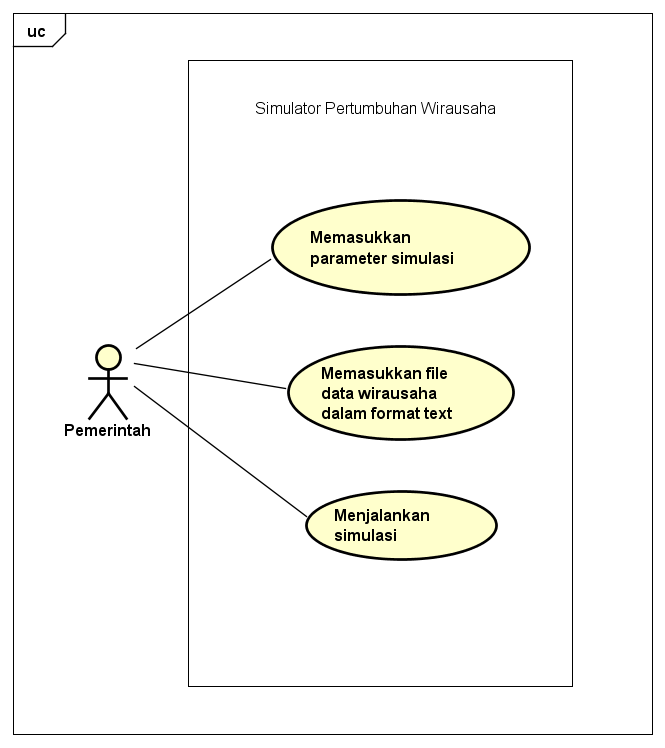 uc
Simulator Pertumbuhan Wirausaha
Memasukkan
parameter simulasi
Memasukkan file
data wirausaha
dalam format text
Pemerintah
Menjalankan
simulasi